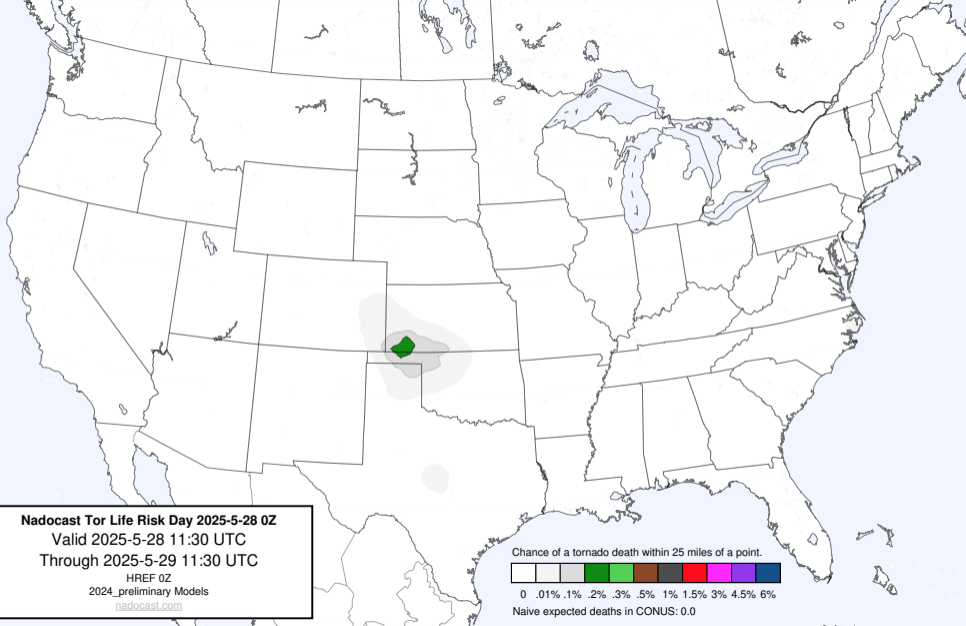 Nadocast Tor Life Risk Day 2025-5-28 0Z
Valid 2025-5-28 11:30 UTC
Through 2025-5-29 11:30 UTC
HREF 0Z
2024_preliminary Models
nadocast.com
Chance of a tornado death within 25 miles of a point.
0 .01% .1% .2% .3% .5% 1% 1.5% 3% 4.5% 6%
Naive expected deaths in CONUS: 0.0